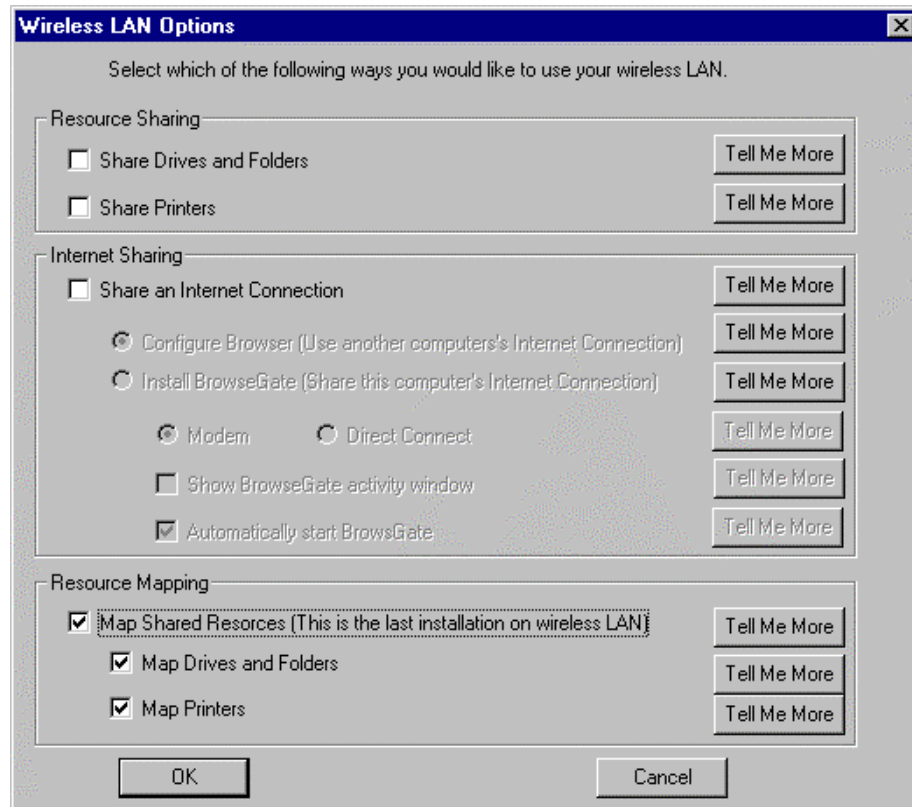 Wireless LAN Options
Select which of the following ways you would like to use your wireless LAN.
Resource Sharing
Share Drives and Folders Tell Me More
Share Printers Tell Me More
Internet Sharing
Share an Internet Connection Tell Me More
Configure Browser (Use another computers's Internet Connection) Tell Me More
Install BrowseGate (Share this computer's Internet Connection) Tell Me More
Modem Direct Connect Tell Me More
Show BrowseGate activity window Tell Me More
Automatically start BrowsGate Tell Me More
Resource Mapping
Map Shared Resorces (This is the last installation on wireless LAN) Tell Me More
Map Drives and Folders Tell Me More
Map Printers Tell Me More
OK Cancel